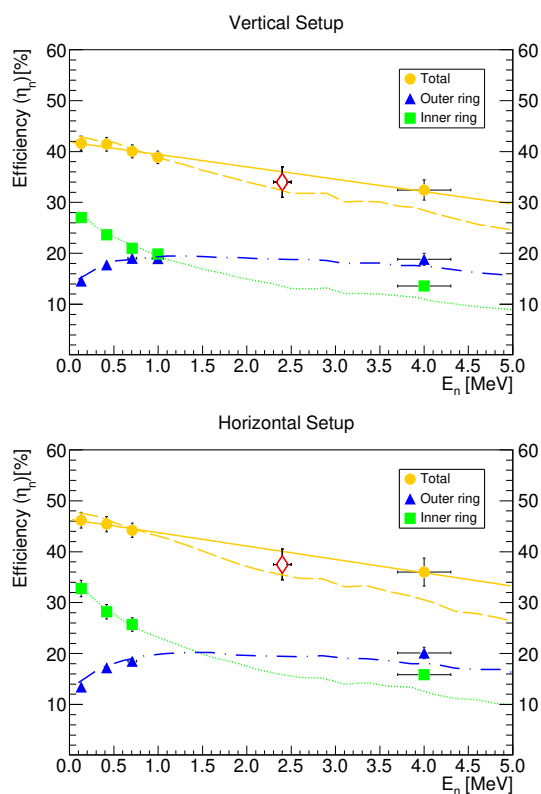 Vertical Setup
Efficiency (η_n)[%]
60
50
40
30
20
10
60
50
40
30
20
10
Total
Outer ring
Inner ring
0.0 0.5 1.0 1.5 2.0 2.5 3.0 3.5 4.0 4.5 5.0
E_n [MeV]
Horizontal Setup
Efficiency (η_n)[%]
60
50
40
30
20
10
60
50
40
30
20
10
Total
Outer ring
Inner ring
0.0 0.5 1.0 1.5 2.0 2.5 3.0 3.5 4.0 4.5 5.0
E_n [MeV]